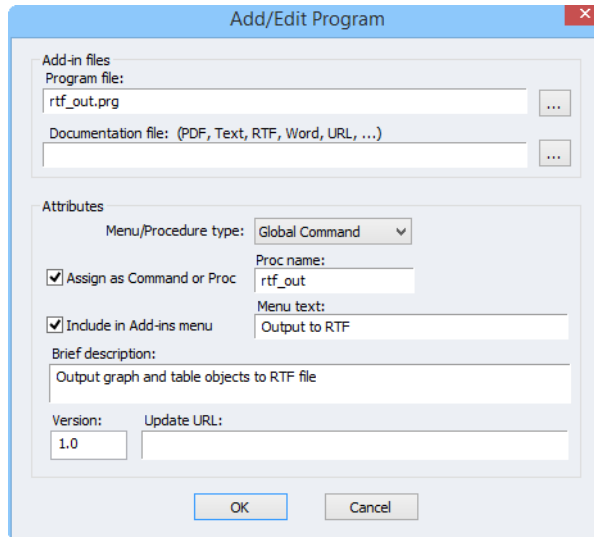 Add/Edit Program
Add-in files
Program file:
rtf_out.prg
...
Documentation file: (PDF, Text, RTF, Word, URL, ...)
...
Attributes
Menu/Procedure type: Global Command
Proc name:
Assign as Command or Proc rtf_out
Menu text:
Include in Add-ins menu Output to RTF
Brief description:
Output graph and table objects to RTF file
Version: Update URL:
1.0
OK Cancel